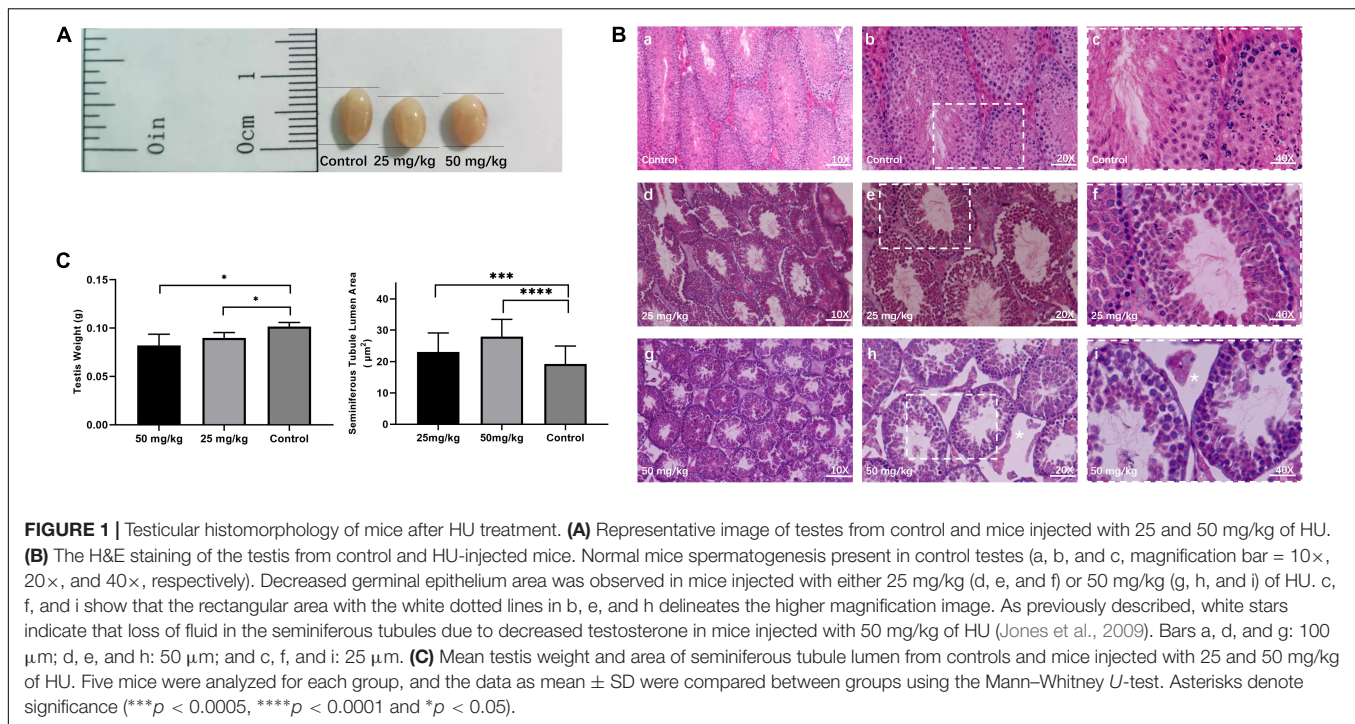 A
Oin
Ocm
1
Control 25 mg/kg 50 mg/kg
B
a
Control
10X
b
Control
20X
c
Control
40X
d
25 mg/kg
10X
e
25 mg/kg
20X
f
25 mg/kg
40X
g
50 mg/kg
10X
h
*
50 mg/kg
20X
i
*
50 mg/kg
40X
C
Testis Weight (g)
0.15
0.10
0.05
0.00
*
*
50 mg/kg 25 mg/kg Control
Seminiferous Tubule Lumen Area
(µm²)
40
30
20
10
0
***
****
25mg/kg 50mg/kg Control
FIGURE 1 | Testicular histomorphology of mice after HU treatment. (A) Representative image of testes from control and mice injected with 25 and 50 mg/kg of HU.
(B) The H&E staining of the testis from control and HU-injected mice. Normal mice spermatogenesis present in control testes (a, b, and c, magnification bar = 10×,
20×, and 40×, respectively). Decreased germinal epithelium area was observed in mice injected with either 25 mg/kg (d, e, and f) or 50 mg/kg (g, h, and i) of HU. c,
f, and i show that the rectangular area with the white dotted lines in b, e, and h delineates the higher magnification image. As previously described, white stars
indicate that loss of fluid in the seminiferous tubules due to decreased testosterone in mice injected with 50 mg/kg of HU (Jones et al., 2009). Bars a, d, and g: 100
µm; d, e, and h: 50 µm; and c, f, and i: 25 µm. (C) Mean testis weight and area of seminiferous tubule lumen from controls and mice injected with 25 and 50 mg/kg
of HU. Five mice were analyzed for each group, and the data as mean ± SD were compared between groups using the Mann–Whitney U-test. Asterisks denote
significance (***p < 0.0005, ****p < 0.0001 and *p < 0.05).